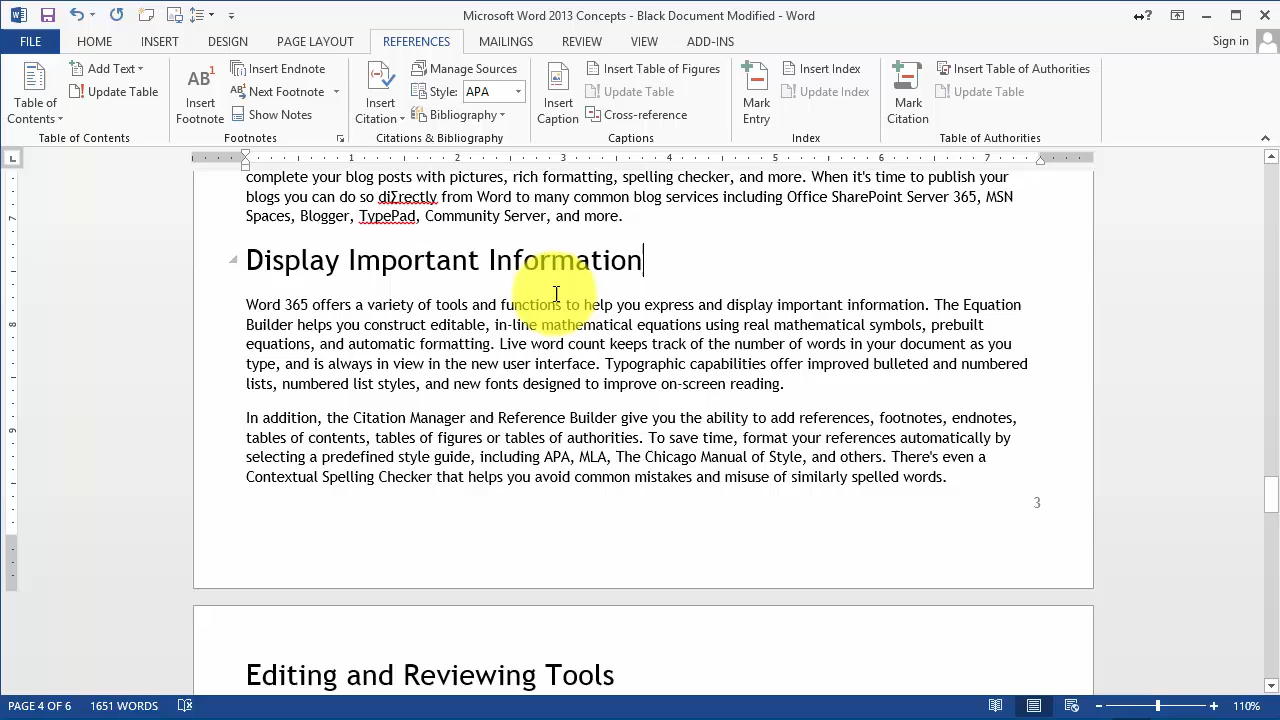 Microsoft Word 2013 Concepts - Black Document Modified - Word
?
FILE HOME INSERT DESIGN PAGE LAYOUT REFERENCES MAILINGS REVIEW VIEW ADD-INS Sign in
Table of Contents
Add Text
Update Table
Table of Contents
AB¹ Insert Footnote
Insert Endnote
Next Footnote
Show Notes
Footnotes
Insert Citation
Manage Sources
Style: APA
Bibliography
Citations & Bibliography
Insert Caption
Insert Table of Figures
Update Table
Cross-reference
Captions
Mark Entry
Insert Index
Update Index
Index
Mark Citation
Insert Table of Authorities
Update Table
Table of Authorities
L
1 2 3 4 5 6 7
7
8
9
complete your blog posts with pictures, rich formatting, spelling checker, and more. When it's time to publish your
blogs you can do so diΣrectly from Word to many common blog services including Office SharePoint Server 365, MSN
Spaces, Blogger, TypePad, Community Server, and more.
Display Important Information
Word 365 offers a variety of tools and functions to help you express and display important information. The Equation
Builder helps you construct editable, in-line mathematical equations using real mathematical symbols, prebuilt
equations, and automatic formatting. Live word count keeps track of the number of words in your document as you
type, and is always in view in the new user interface. Typographic capabilities offer improved bulleted and numbered
lists, numbered list styles, and new fonts designed to improve on-screen reading.
In addition, the Citation Manager and Reference Builder give you the ability to add references, footnotes, endnotes,
tables of contents, tables of figures or tables of authorities. To save time, format your references automatically by
selecting a predefined style guide, including APA, MLA, The Chicago Manual of Style, and others. There's even a
Contextual Spelling Checker that helps you avoid common mistakes and misuse of similarly spelled words.
3
Editing and Reviewing Tools
PAGE 4 OF 6 1651 WORDS 110%